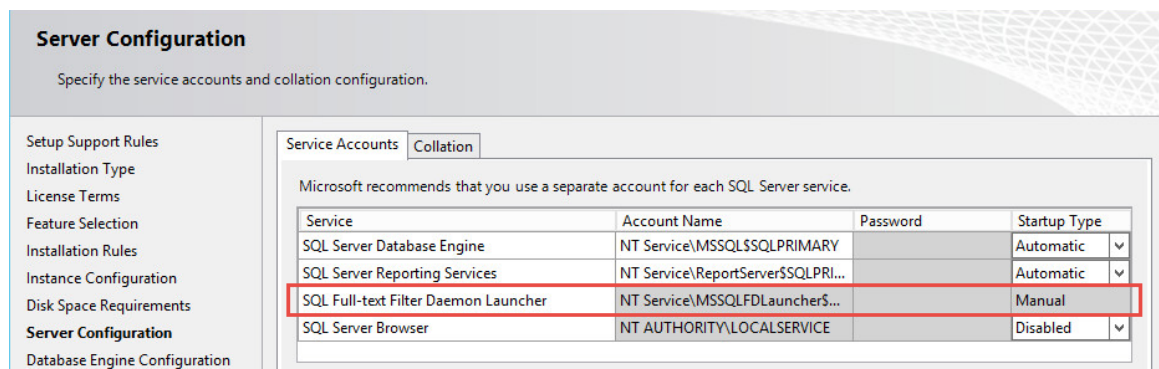 Server Configuration
Specify the service accounts and collation configuration.
Setup Support Rules
Installation Type
License Terms
Feature Selection
Installation Rules
Instance Configuration
Disk Space Requirements
Server Configuration
Database Engine Configuration
Service Accounts Collation
Microsoft recommends that you use a separate account for each SQL Server service.
Service Account Name Password Startup Type
SQL Server Database Engine NT Service\MSSQL$SQLPRIMARY Automatic
SQL Server Reporting Services NT Service\ReportServer$SQLPRI... Automatic
SQL Full-text Filter Daemon Launcher NT Service\MSSQLFDLauncher$... Manual
SQL Server Browser NT AUTHORITY\LOCALSERVICE Disabled